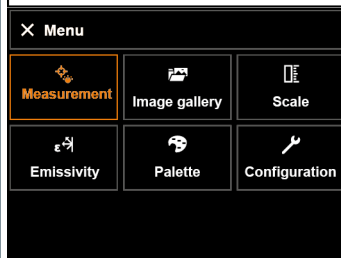 Menu
Measurement
Image gallery
Scale
ε
Emissivity
Palette
Configuration